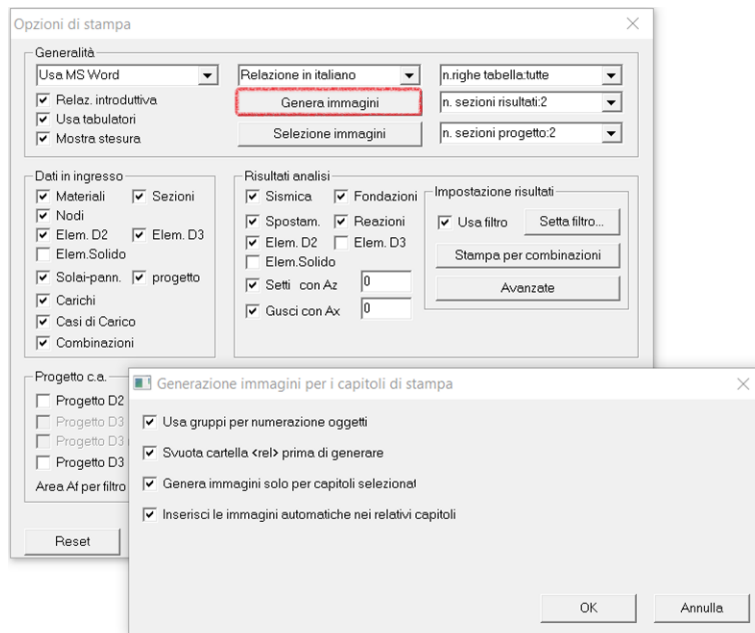 Opzioni di stampa
Generalità
Usa MS Word
Relazione in italiano
n.righe tabella:tutte
Relaz. introduttiva
Genera immagini
n. sezioni risultati:2
Usa tabulatori
Mostra stesura
Selezione immagini
n. sezioni progetto:2
Dati in ingresso
Materiali
Sezioni
Nodi
Elem. D2
Elem. D3
Elem.Solido
Solai-pann.
progetto
Carichi
Casi di Carico
Combinazioni
Risultati analisi
Sismica
Fondazioni
Spostam.
Reazioni
Elem. D2
Elem. D3
Elem.Solido
Setti con Az
0
Gusci con Ax
0
Impostazione risultati
Usa filtro
Setta filtro...
Stampa per combinazioni
Avanzate
Progetto c.a.
Progetto D2
Progetto D3
Progetto D3
Progetto D3
Area Af per filtro
Reset
Generazione immagini per i capitoli di stampa
Usa gruppi per numerazione oggetti
Svuota cartella <rel> prima di generare
Genera immagini solo per capitoli selezionat
Inserisci le immagini automatiche nei relativi capitoli
OK
Annulla